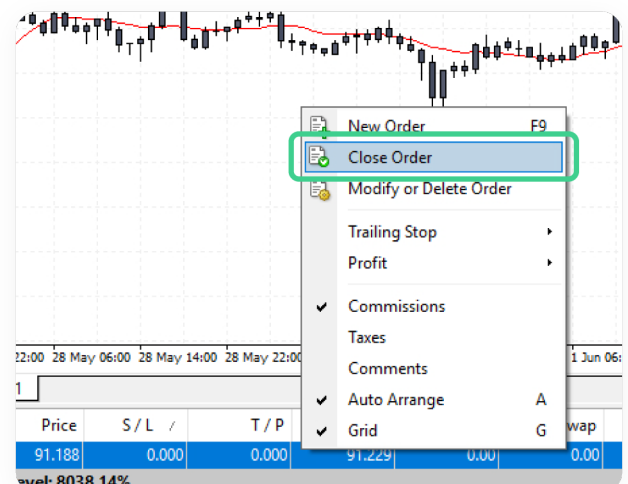 New Order F9
Close Order
Modify or Delete Order
Trailing Stop
Profit
Commissions
Taxes
Comments
Auto Arrange A
Grid G
22:00 28 May 06:00 28 May 14:00 28 May 22:00 1 Jun 06:
1
Price S / L / T / P wap
91.188 0.000 0.000 91.229 0.00 0.00
evel: 8038.14%